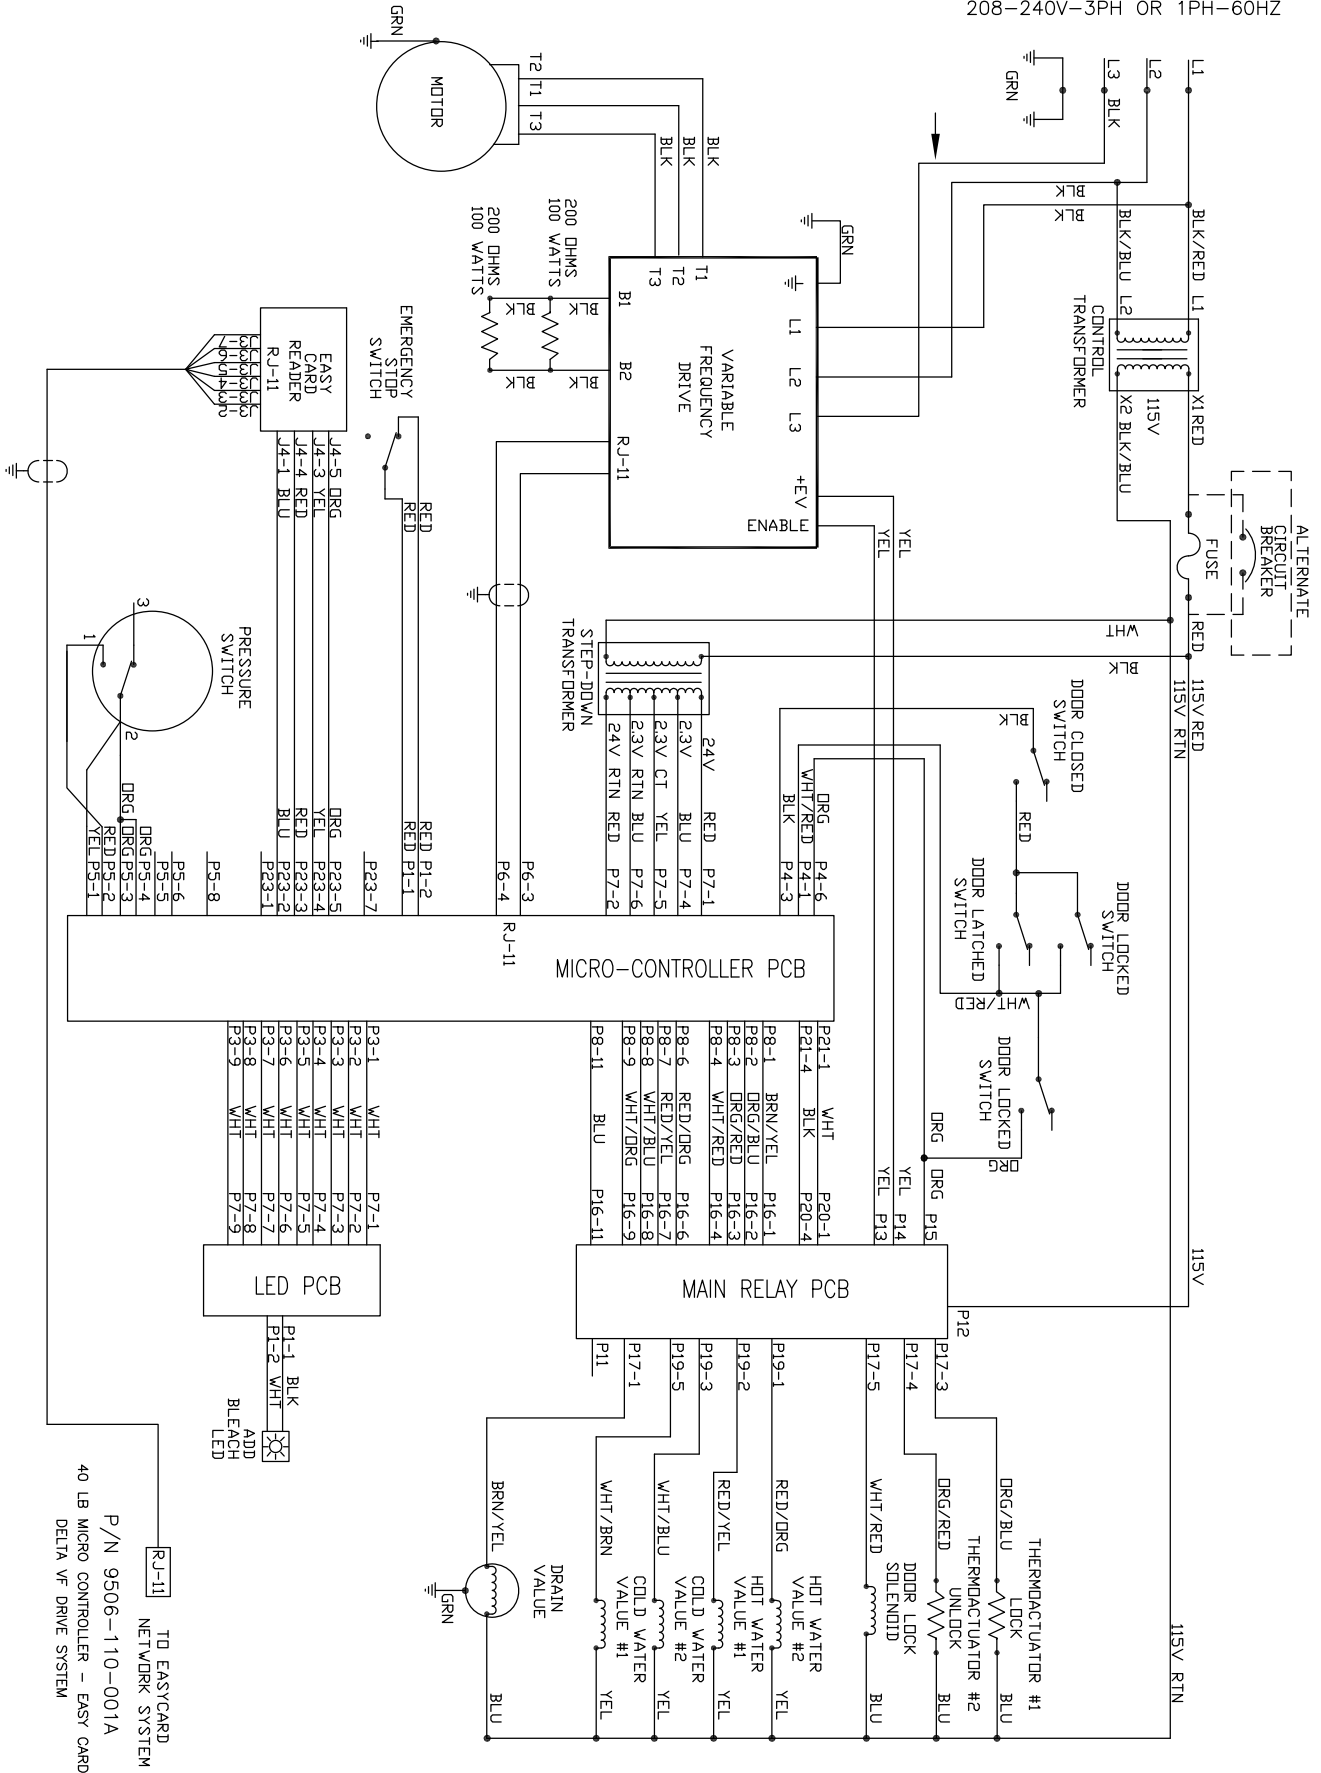 208-240V-3PH OR 1PH-60HZ
L1
L2
L3
BLK
GRN
GRN
MOTOR
T2
T1
T3
BLK
BLK
BLK
BLK
BLK
BLK/RED
BLK/BLU
L1
L2
CONTROL
TRANSFORMER
X1 RED
115V
X2 BLK/BLU
ALTERNATE
CIRCUIT
BREAKER
FUSE
RED
WHT
BLK
115V RED
115V RTN
GRN
VARIABLE
FREQUENCY
DRIVE
L1
L2
L3
+EV
ENABLE
T1
T2
T3
B1
B2
RJ-11
YEL
YEL
200 OHMS
100 WATTS
200 OHMS
100 WATTS
BLK
BLK
BLK
BLK
EMERGENCY
STOP
SWITCH
RED
RED
EASY
CARD
READER
RJ-11
J3-7
J3-6
J3-5
J3-4
J3-2
J4-5 ORG
J4-3 YEL
J4-4 RED
J4-1 BLU
PRESSURE
SWITCH
3
1
2
STEP-DOWN
TRANSFORMER
24V RED P7-1
2.3V BLU P7-4
2.3V CT YEL P7-5
2.3V RTN BLU P7-6
24V RTN RED P7-2
DOOR CLOSED
SWITCH
BLK
RED
DOOR LATCHED
SWITCH
DOOR LOCKED
SWITCH
WHT/RED
DOOR LOCKED
SWITCH
ORG
ORG P4-6
WHT/RED P4-1
BLK P4-3
P6-3
P6-4
RJ-11
RED P1-2
RED P1-1
P23-7
ORG P23-5
YEL P23-4
RED P23-3
BLU P23-2
P23-1
P5-8
P5-6
P5-5
ORG P5-4
ORG
ORG P5-3
RED P5-2
YEL P5-1
MICRO-CONTROLLER PCB
P21-1 WHT P20-1
P21-4 BLK P20-4
P8-1 BRN/YEL P16-1
P8-2 ORG/BLU P16-2
P8-3 ORG/RED P16-3
P8-4 WHT/RED P16-4
P8-6 RED/ORG P16-6
P8-7 RED/YEL P16-7
P8-8 WHT/BLU P16-8
P8-9 WHT/ORG P16-9
P8-11 BLU P16-11
P3-1 WHT P7-1
P3-2 WHT P7-2
P3-3 WHT P7-3
P3-4 WHT P7-4
P3-5 WHT P7-5
P3-6 WHT P7-6
P3-7 WHT P7-7
P3-8 WHT P7-8
P3-9 WHT P7-9
ORG
ORG P15
YEL P14
YEL P13
115V
P12
MAIN RELAY PCB
LED PCB
P1-1 BLK
P1-2 WHT
ADD
BLEACH
LED
P17-3
P17-4
P17-5
P19-1
P19-2
P19-3
P19-5
P17-1
P11
ORG/BLU
THERMOACTUATOR #1
LOCK
BLU
ORG/RED
THERMOACTUATOR #2
UNLOCK
BLU
WHT/RED
DOOR LOCK
SOLENOID
BLU
RED/ORG
HOT WATER
VALUE #2
YEL
RED/YEL
HOT WATER
VALUE #1
YEL
WHT/BLU
COLD WATER
VALUE #2
YEL
WHT/BRN
COLD WATER
VALUE #1
YEL
BRN/YEL
DRAIN
VALUE
GRN
BLU
115V RTN
RJ-11
TO EASYCARD
NETWORK SYSTEM
P/N 9506-110-001A
40 LB MICRO CONTROLLER - EASY CARD
DELTA VF DRIVE SYSTEM